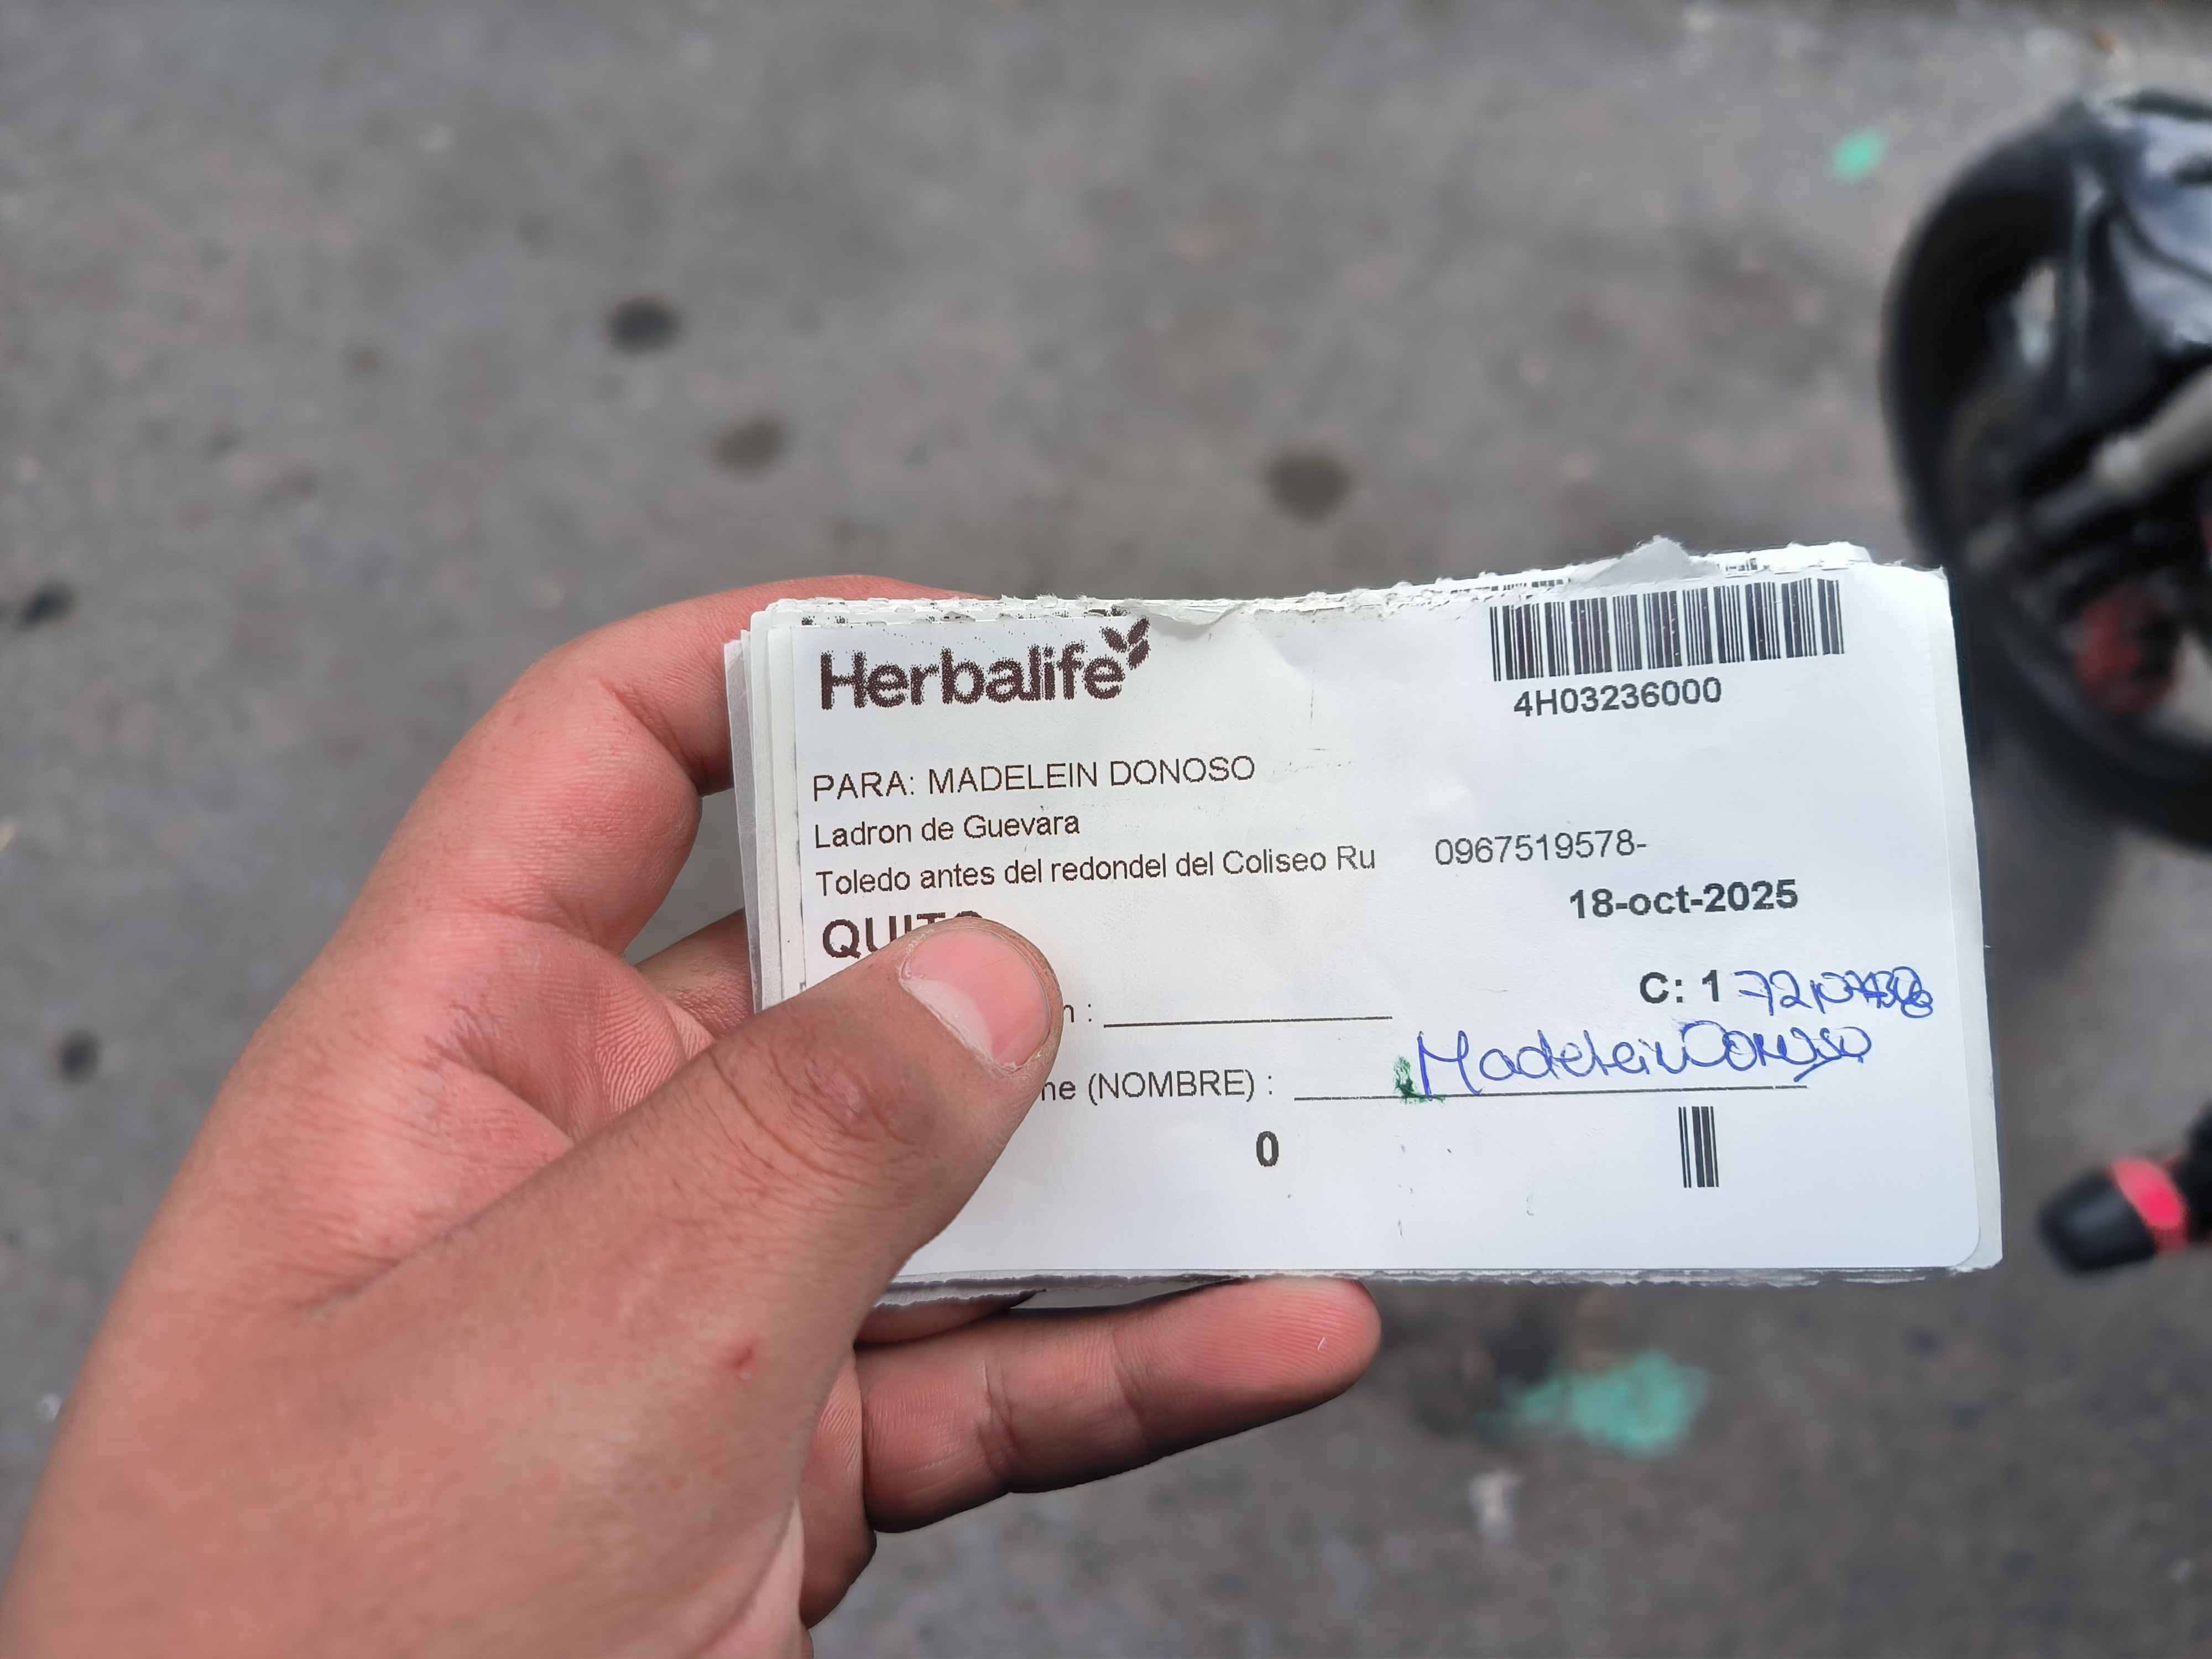 Herbalife
4H03236000
PARA: MADELEIN DONOSO
Ladron de Guevara
Toledo antes del redondel del Coliseo Ru 0967519578-
18-oct-2025
C: 1
Madelein Donoso
(NOMBRE) :
0